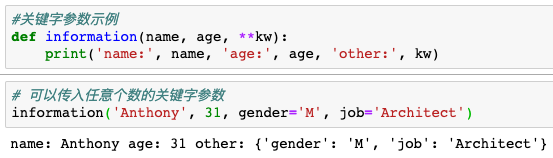 #关键字参数示例
def information(name, age, **kw):
    print('name:', name, 'age:', age, 'other:', kw)
# 可以传入任意个数的关键字参数
information('Anthony', 31, gender='M', job='Architect')
name: Anthony age: 31 other: {'gender': 'M', 'job': 'Architect'}